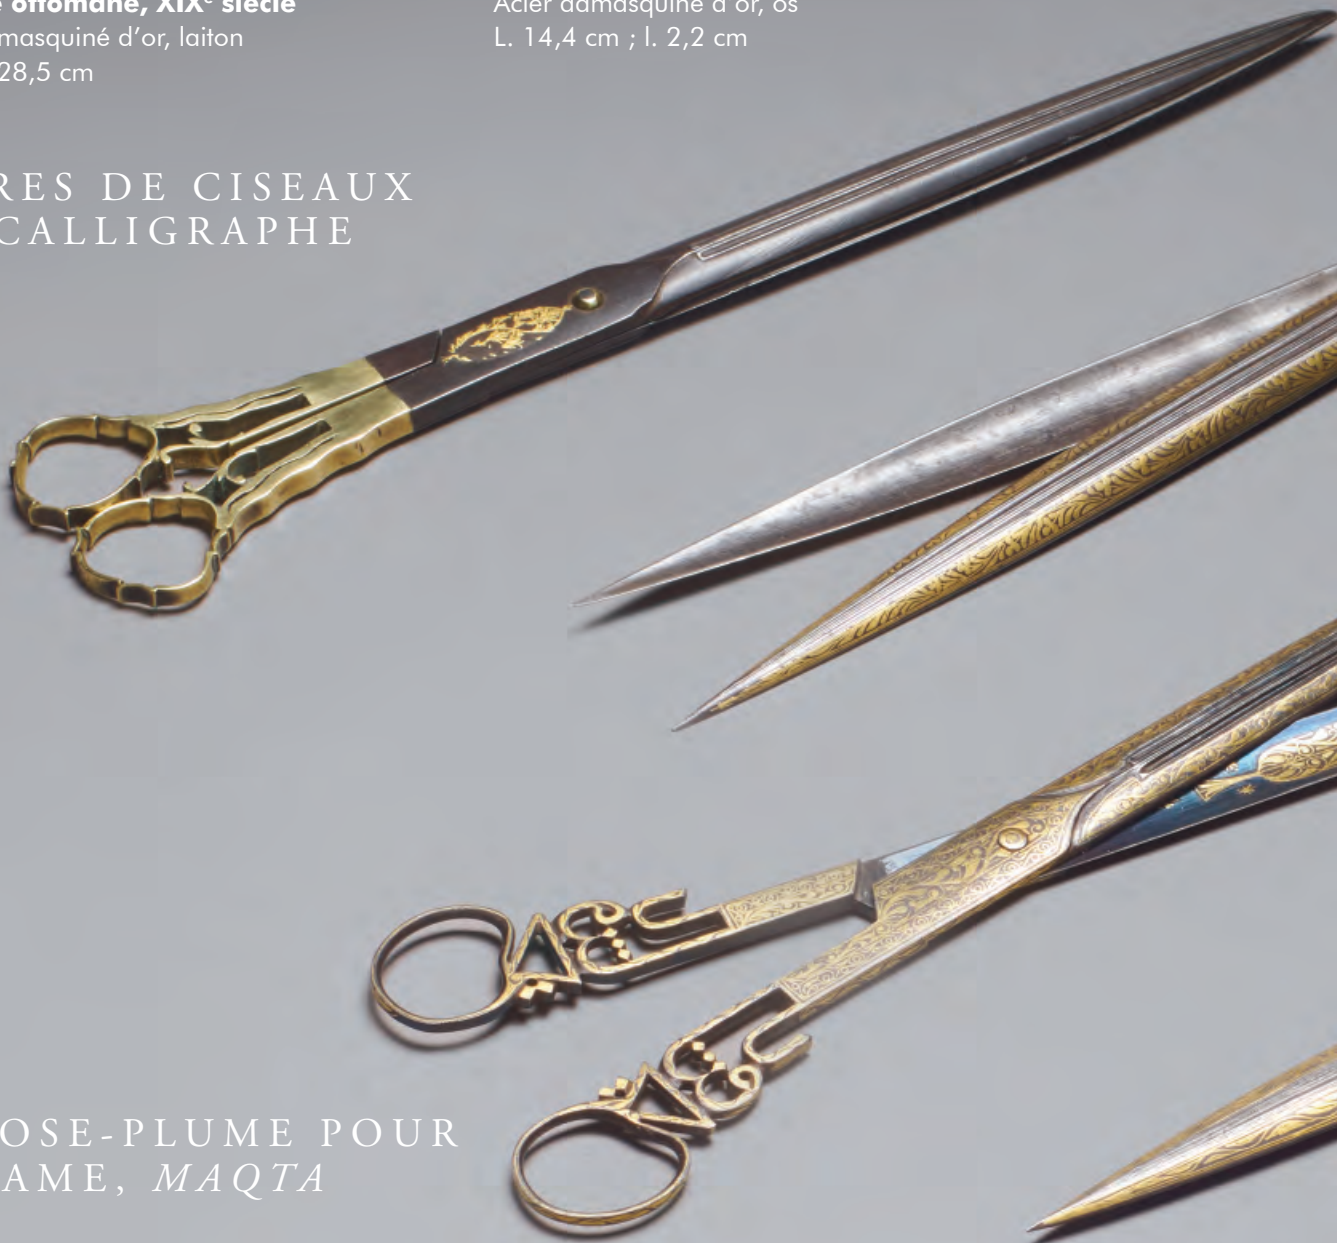 e ottomane, XIXᵉ siècle
masquiné d’or, laiton
28,5 cm
Acier damasquiné d’or, os
L. 14,4 cm ; l. 2,2 cm
RES DE CISEAUX
CALLIGRAPHE
OSE-PLUME POUR
AME, MAQTA